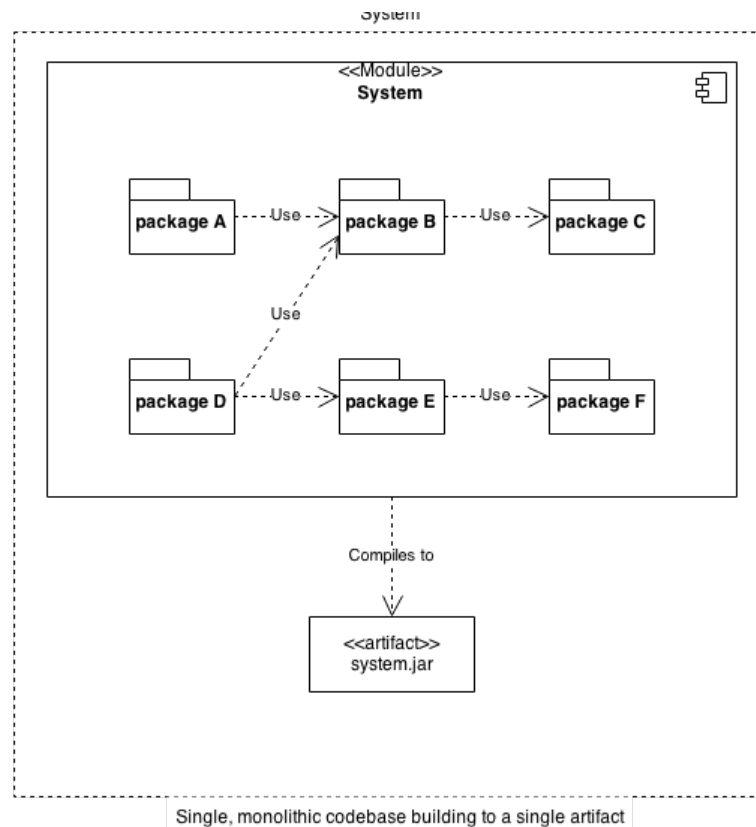 System
<<Module>>
System
package A
Use
package B
Use
package C
Use
package D
Use
package E
Use
package F
Compiles to
<<artifact>>
system.jar
Single, monolithic codebase building to a single artifact